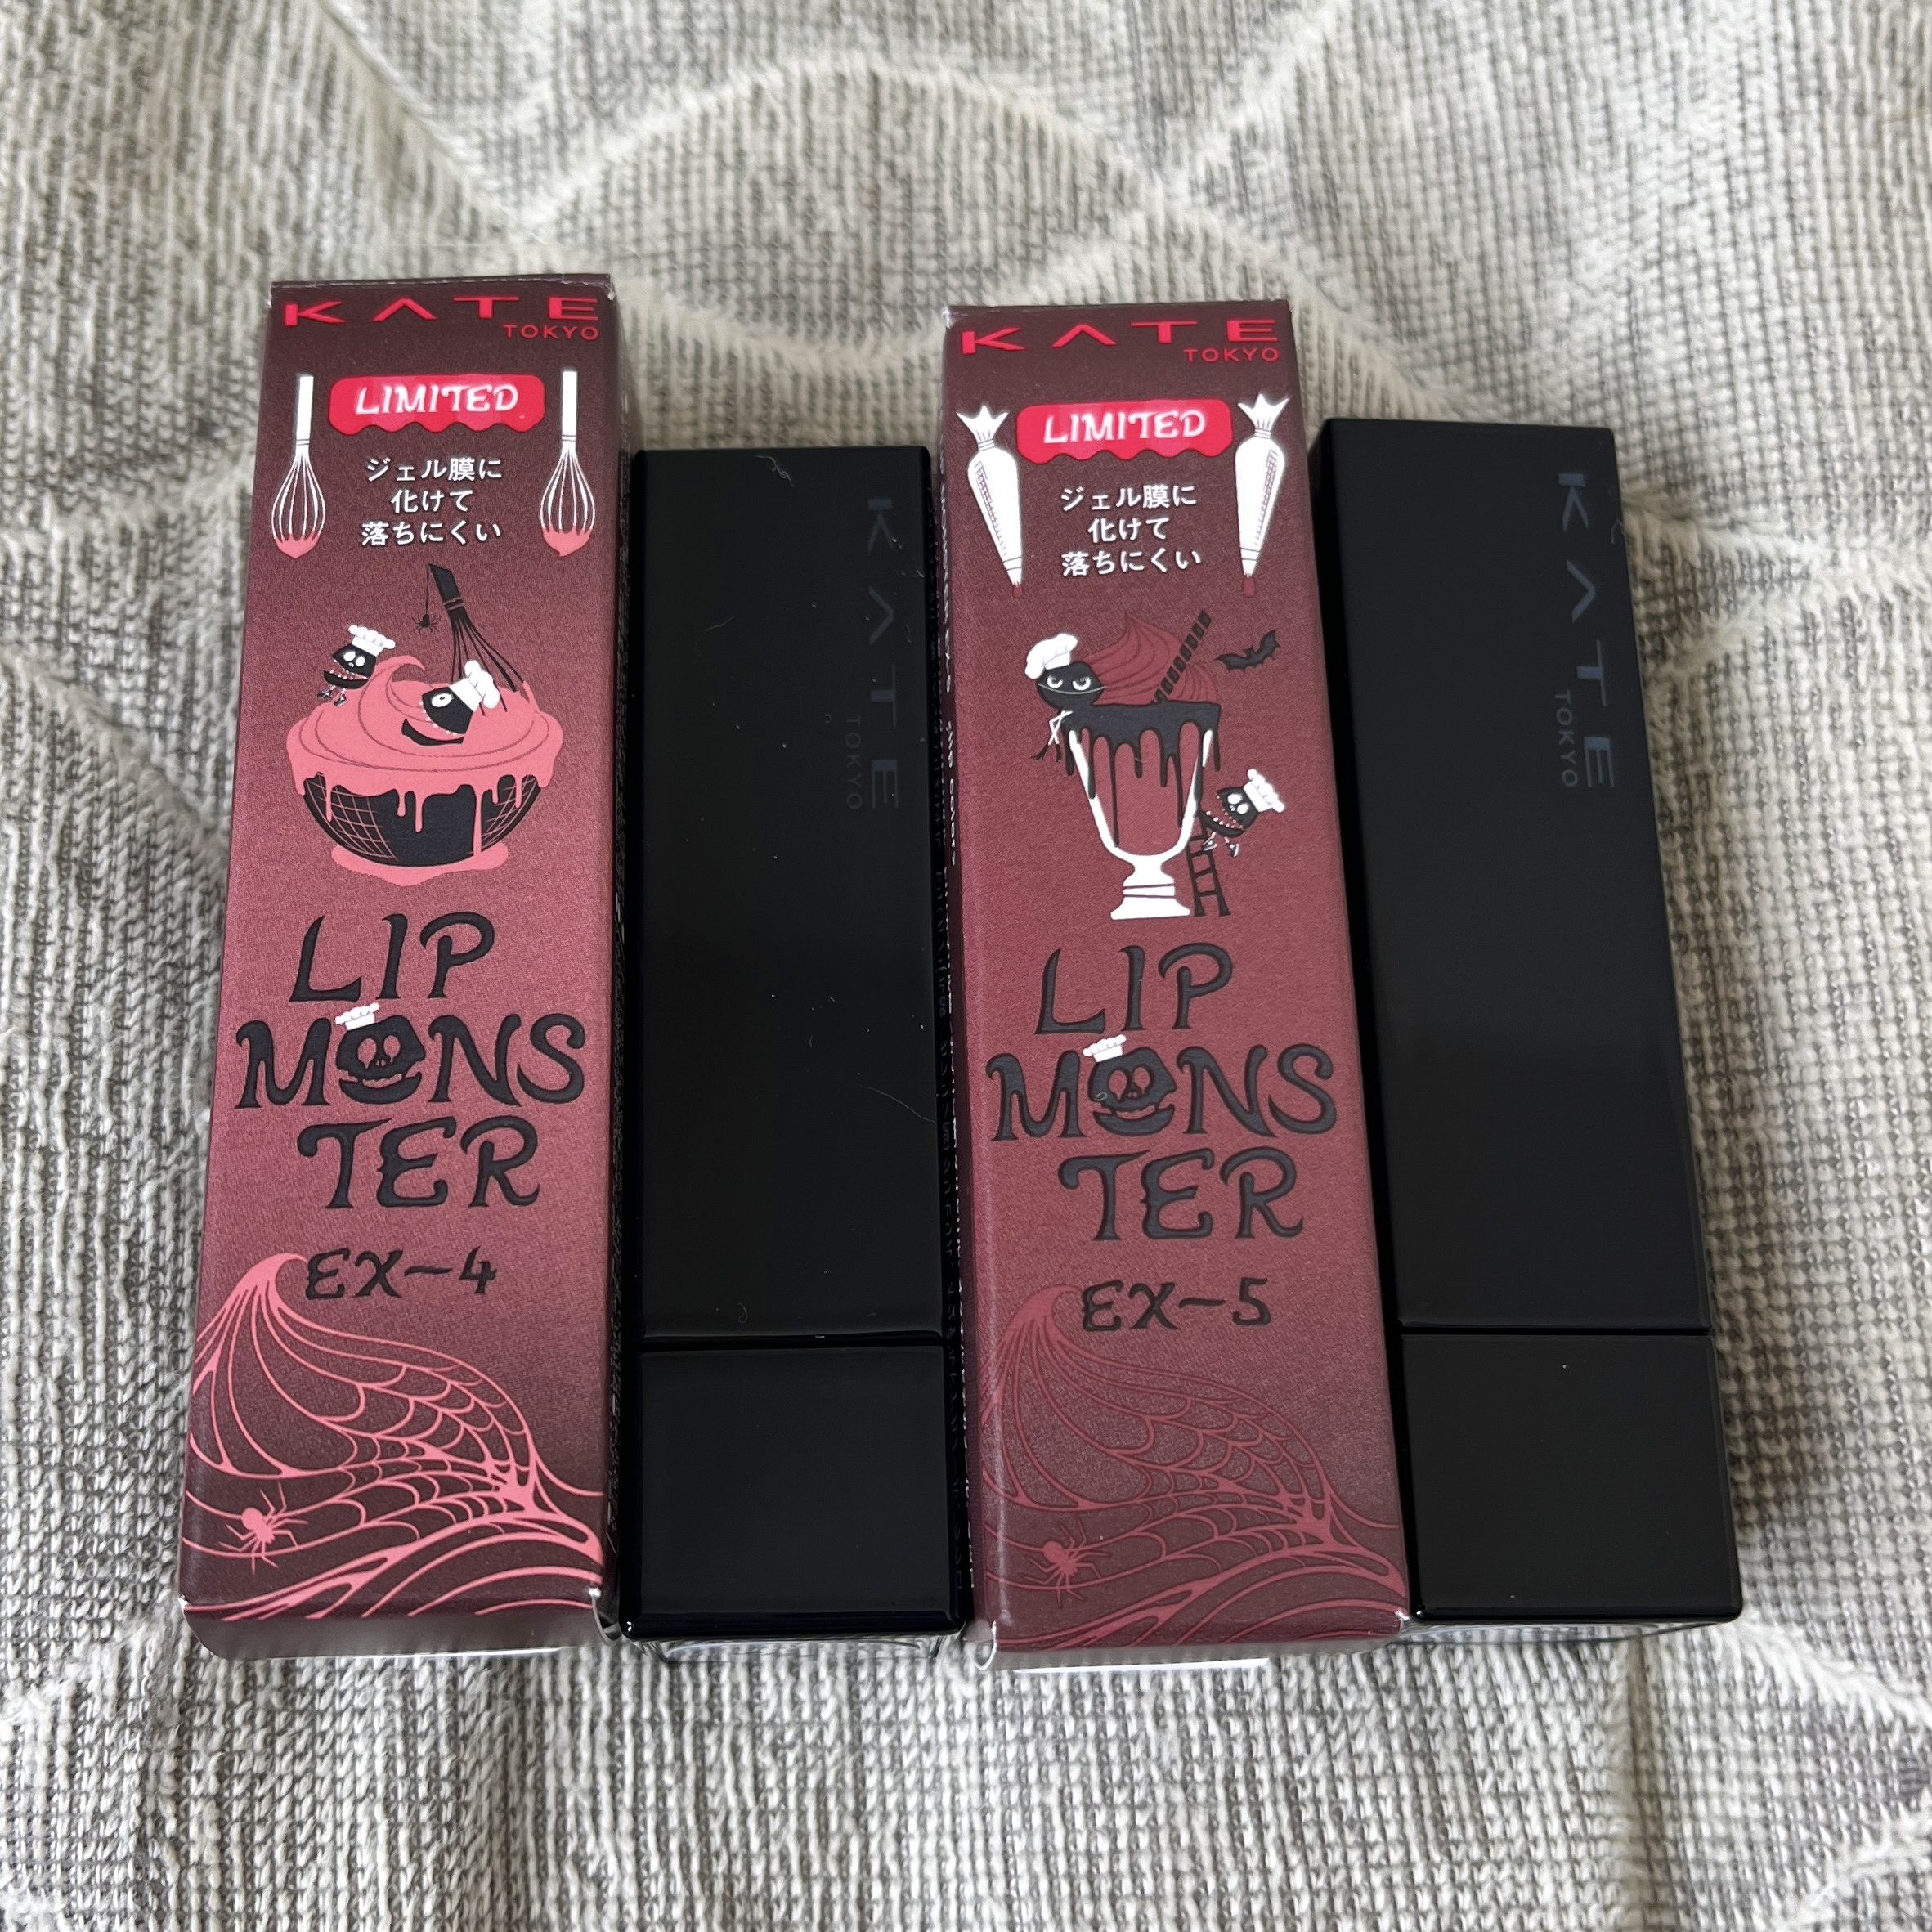 KATE
TOKYO
LIMITED
ジェル膜に
化けて
落ちにくい
LIP
MONS
TER
EX-4
KATE
TOKYO
KATE
TOKYO
LIMITED
ジェル膜に
化けて
落ちにくい
LIP
MONS
TER
EX-5
KATE
TOKYO